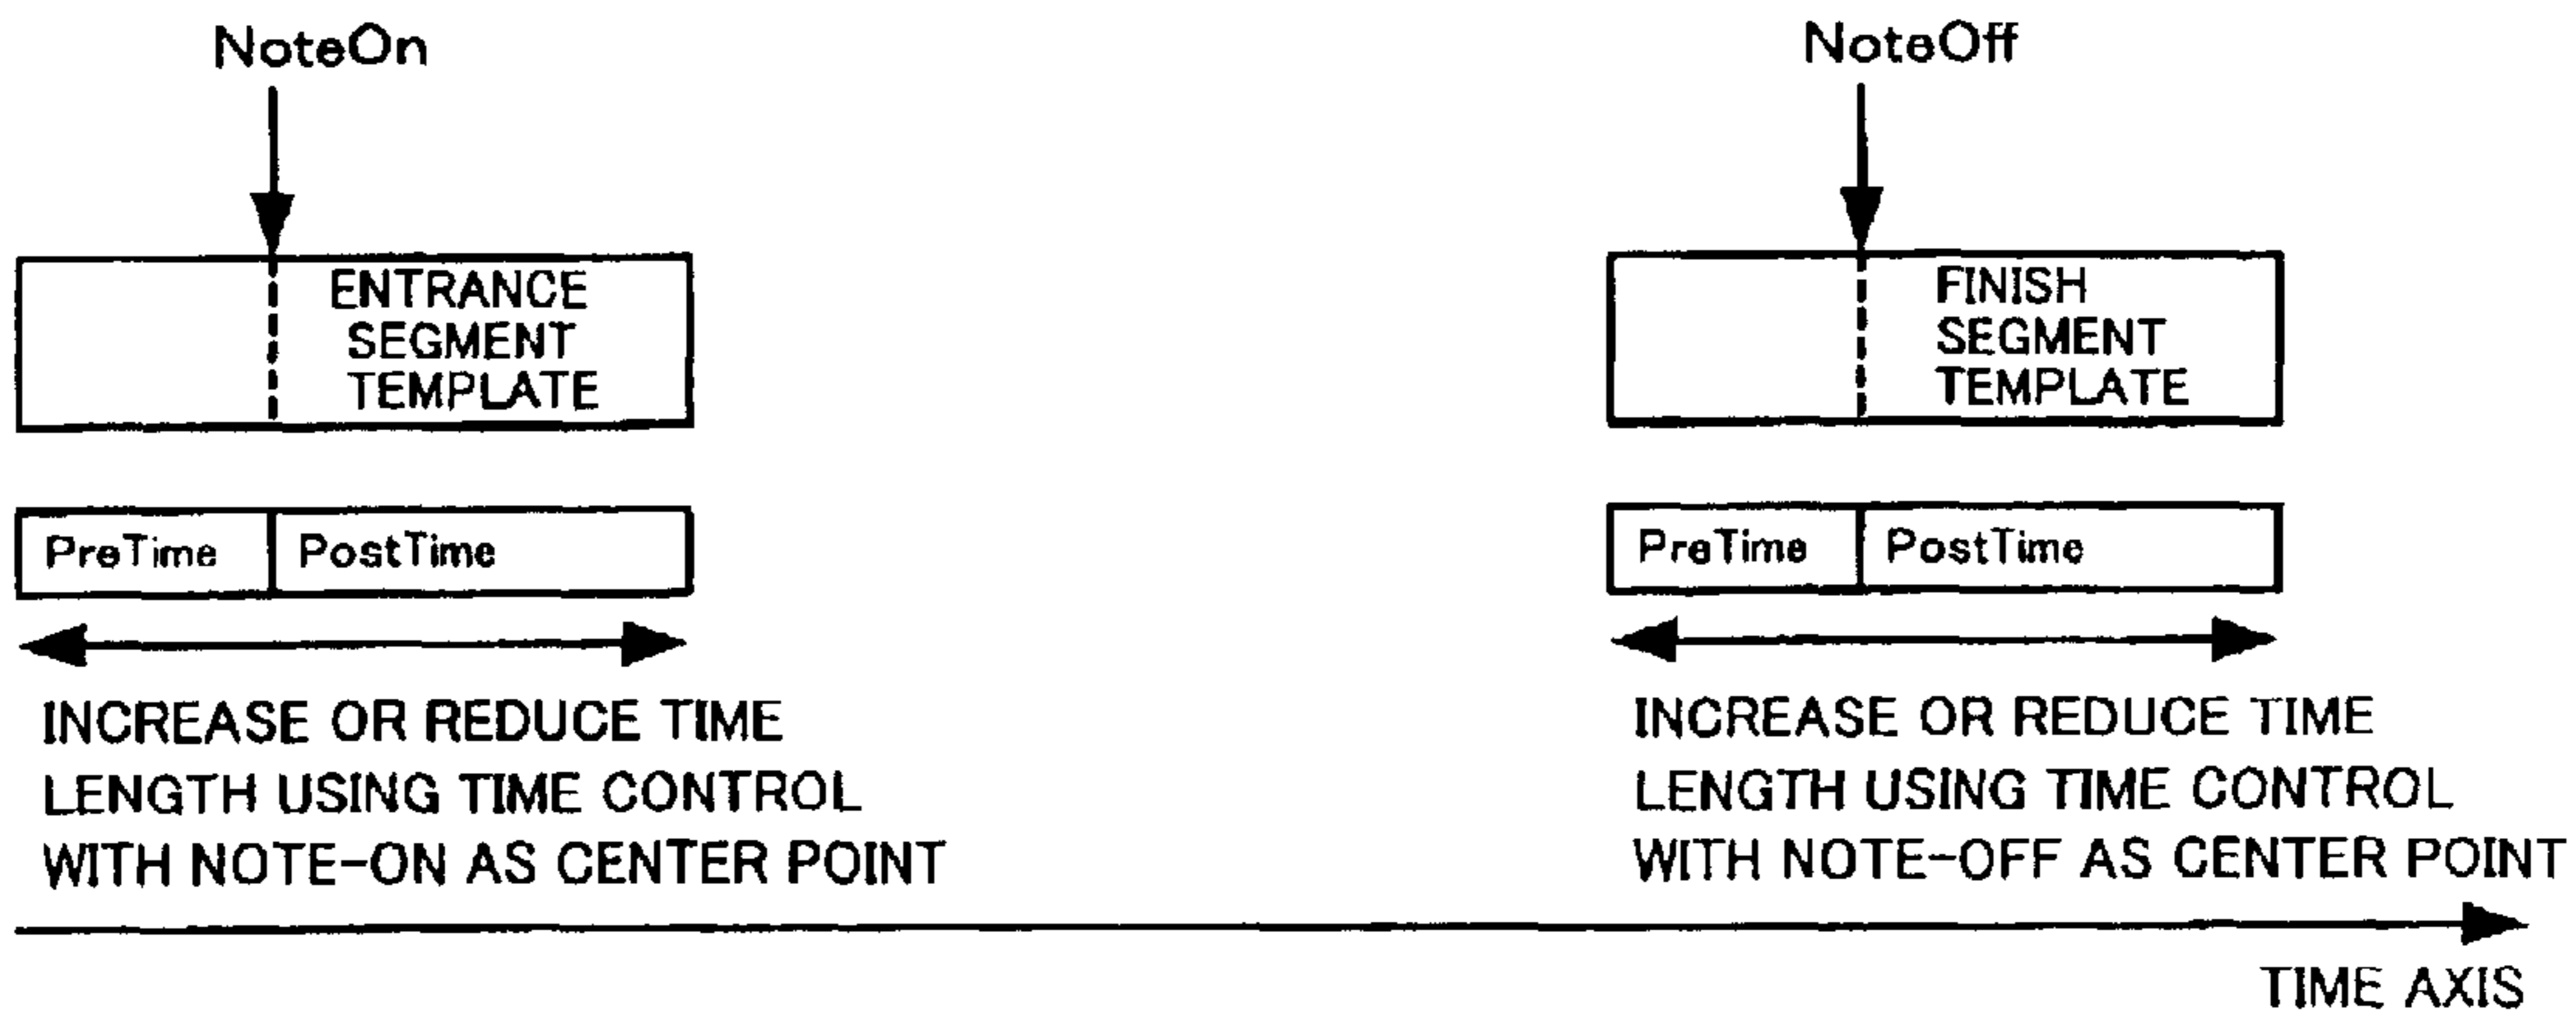 NoteOn
NoteOff
ENTRANCE
SEGMENT
TEMPLATE
FINISH
SEGMENT
TEMPLATE
PreTime
PostTime
PreTime
PostTime
INCREASE OR REDUCE TIME
LENGTH USING TIME CONTROL
WITH NOTE-ON AS CENTER POINT
INCREASE OR REDUCE TIME
LENGTH USING TIME CONTROL
WITH NOTE-OFF AS CENTER POINT
TIME AXIS